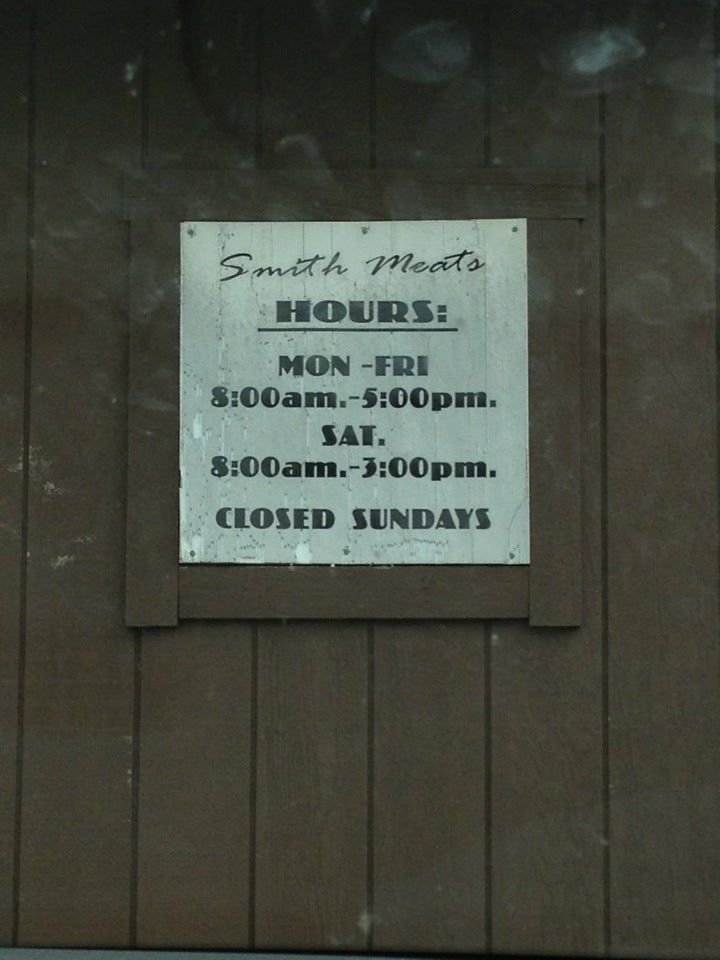 Smith Meats
HOURS:
MON -FRI
8:00am.-5:00pm.
SAT.
8:00am.-3:00pm.
CLOSED SUNDAYS